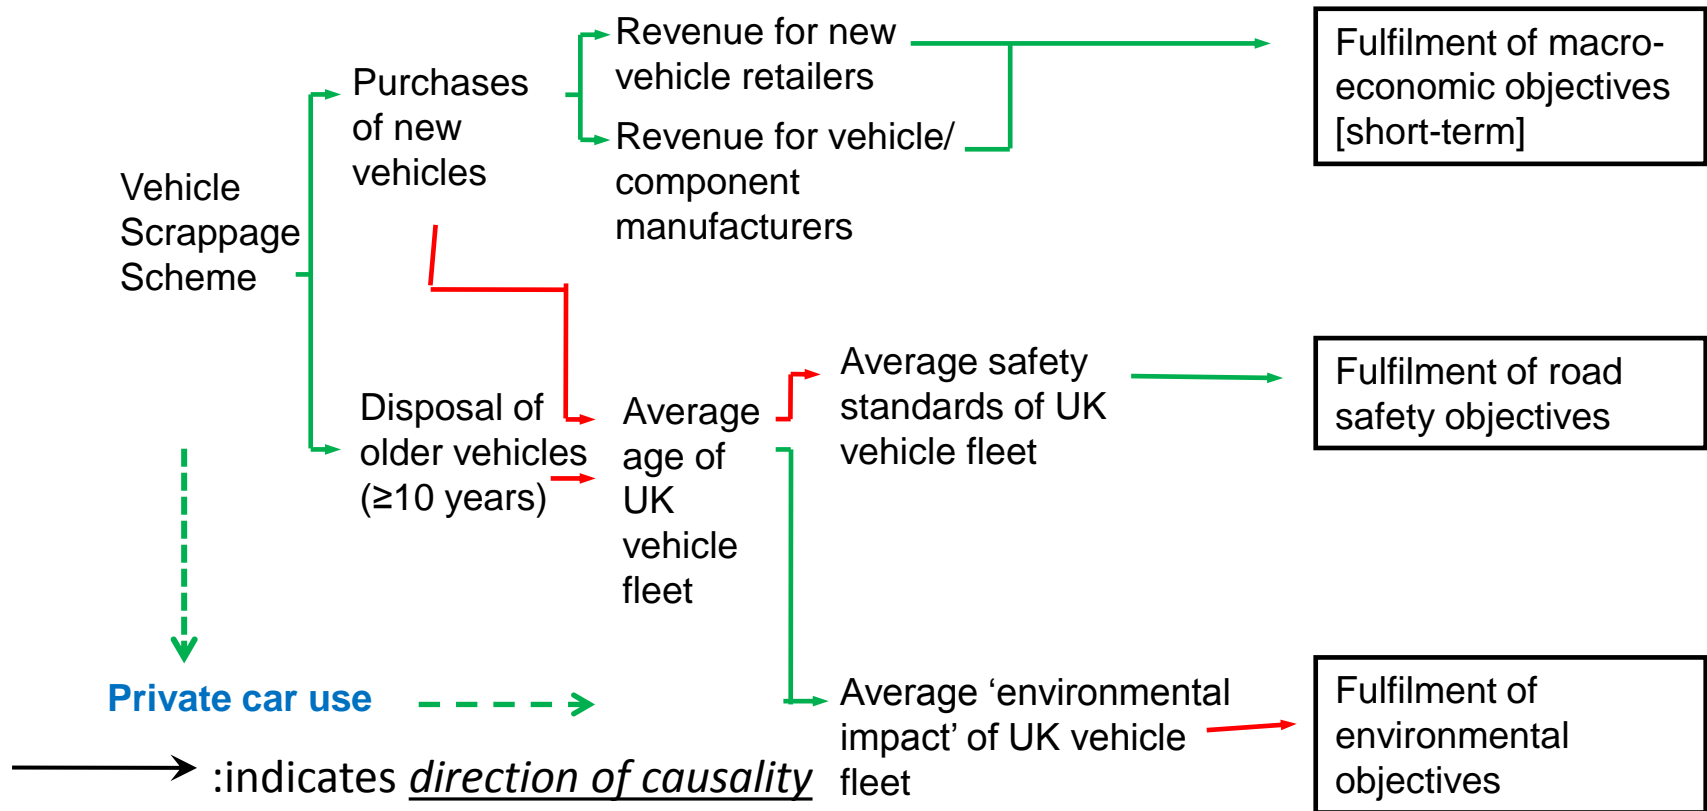 Vehicle
Scrappage
Scheme
Purchases
of new
vehicles
Revenue for new
vehicle retailers
Revenue for vehicle/
component
manufacturers
Fulfilment of macro-
economic objectives
[short-term]
Disposal of
older vehicles
(≥10 years)
Average
age of
UK
vehicle
fleet
Average safety
standards of UK
vehicle fleet
Fulfilment of road
safety objectives
Private car use
Average ‘environmental
impact’ of UK vehicle
fleet
Fulfilment of
environmental
objectives
:indicates direction of causality